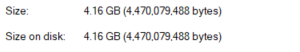 Size: 4.16 GB (4,470,079,488 bytes)
Size on disk: 4.16 GB (4,470,079,488 bytes)